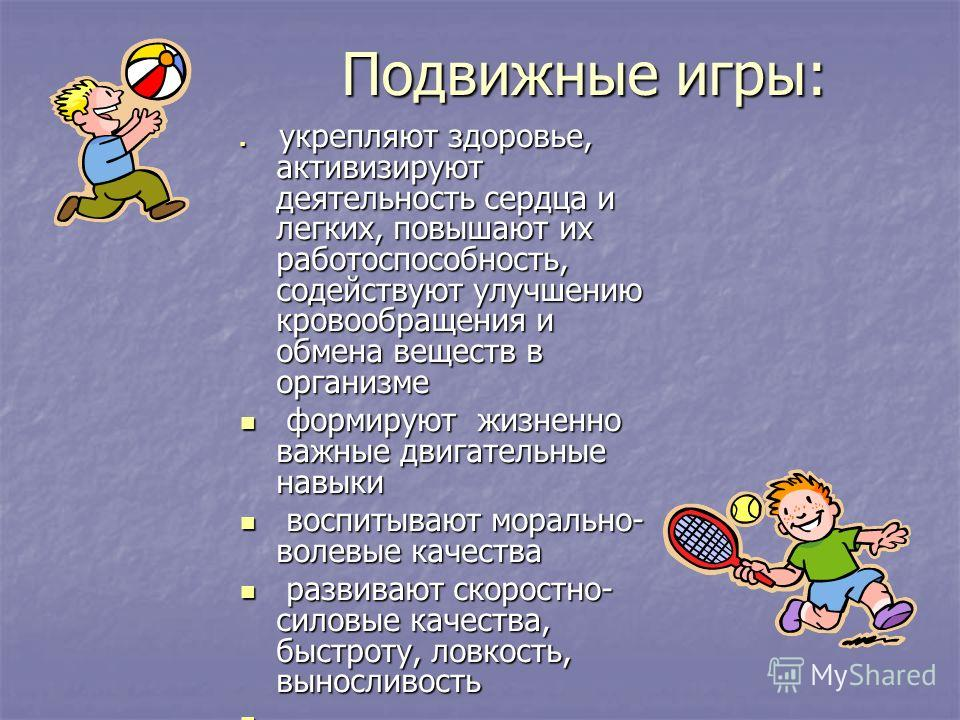 Подвижные игры:
укрепляют здоровье,
активизируют
деятельность сердца и
легких, повышают их
работоспособность,
содействуют улучшению
кровообращения и
обмена веществ в
организме
формируют жизненно
важные двигательные
навыки
воспитывают морально-
волевые качества
развивают скоростно-
силовые качества,
быстроту, ловкость,
выносливость
MyShared